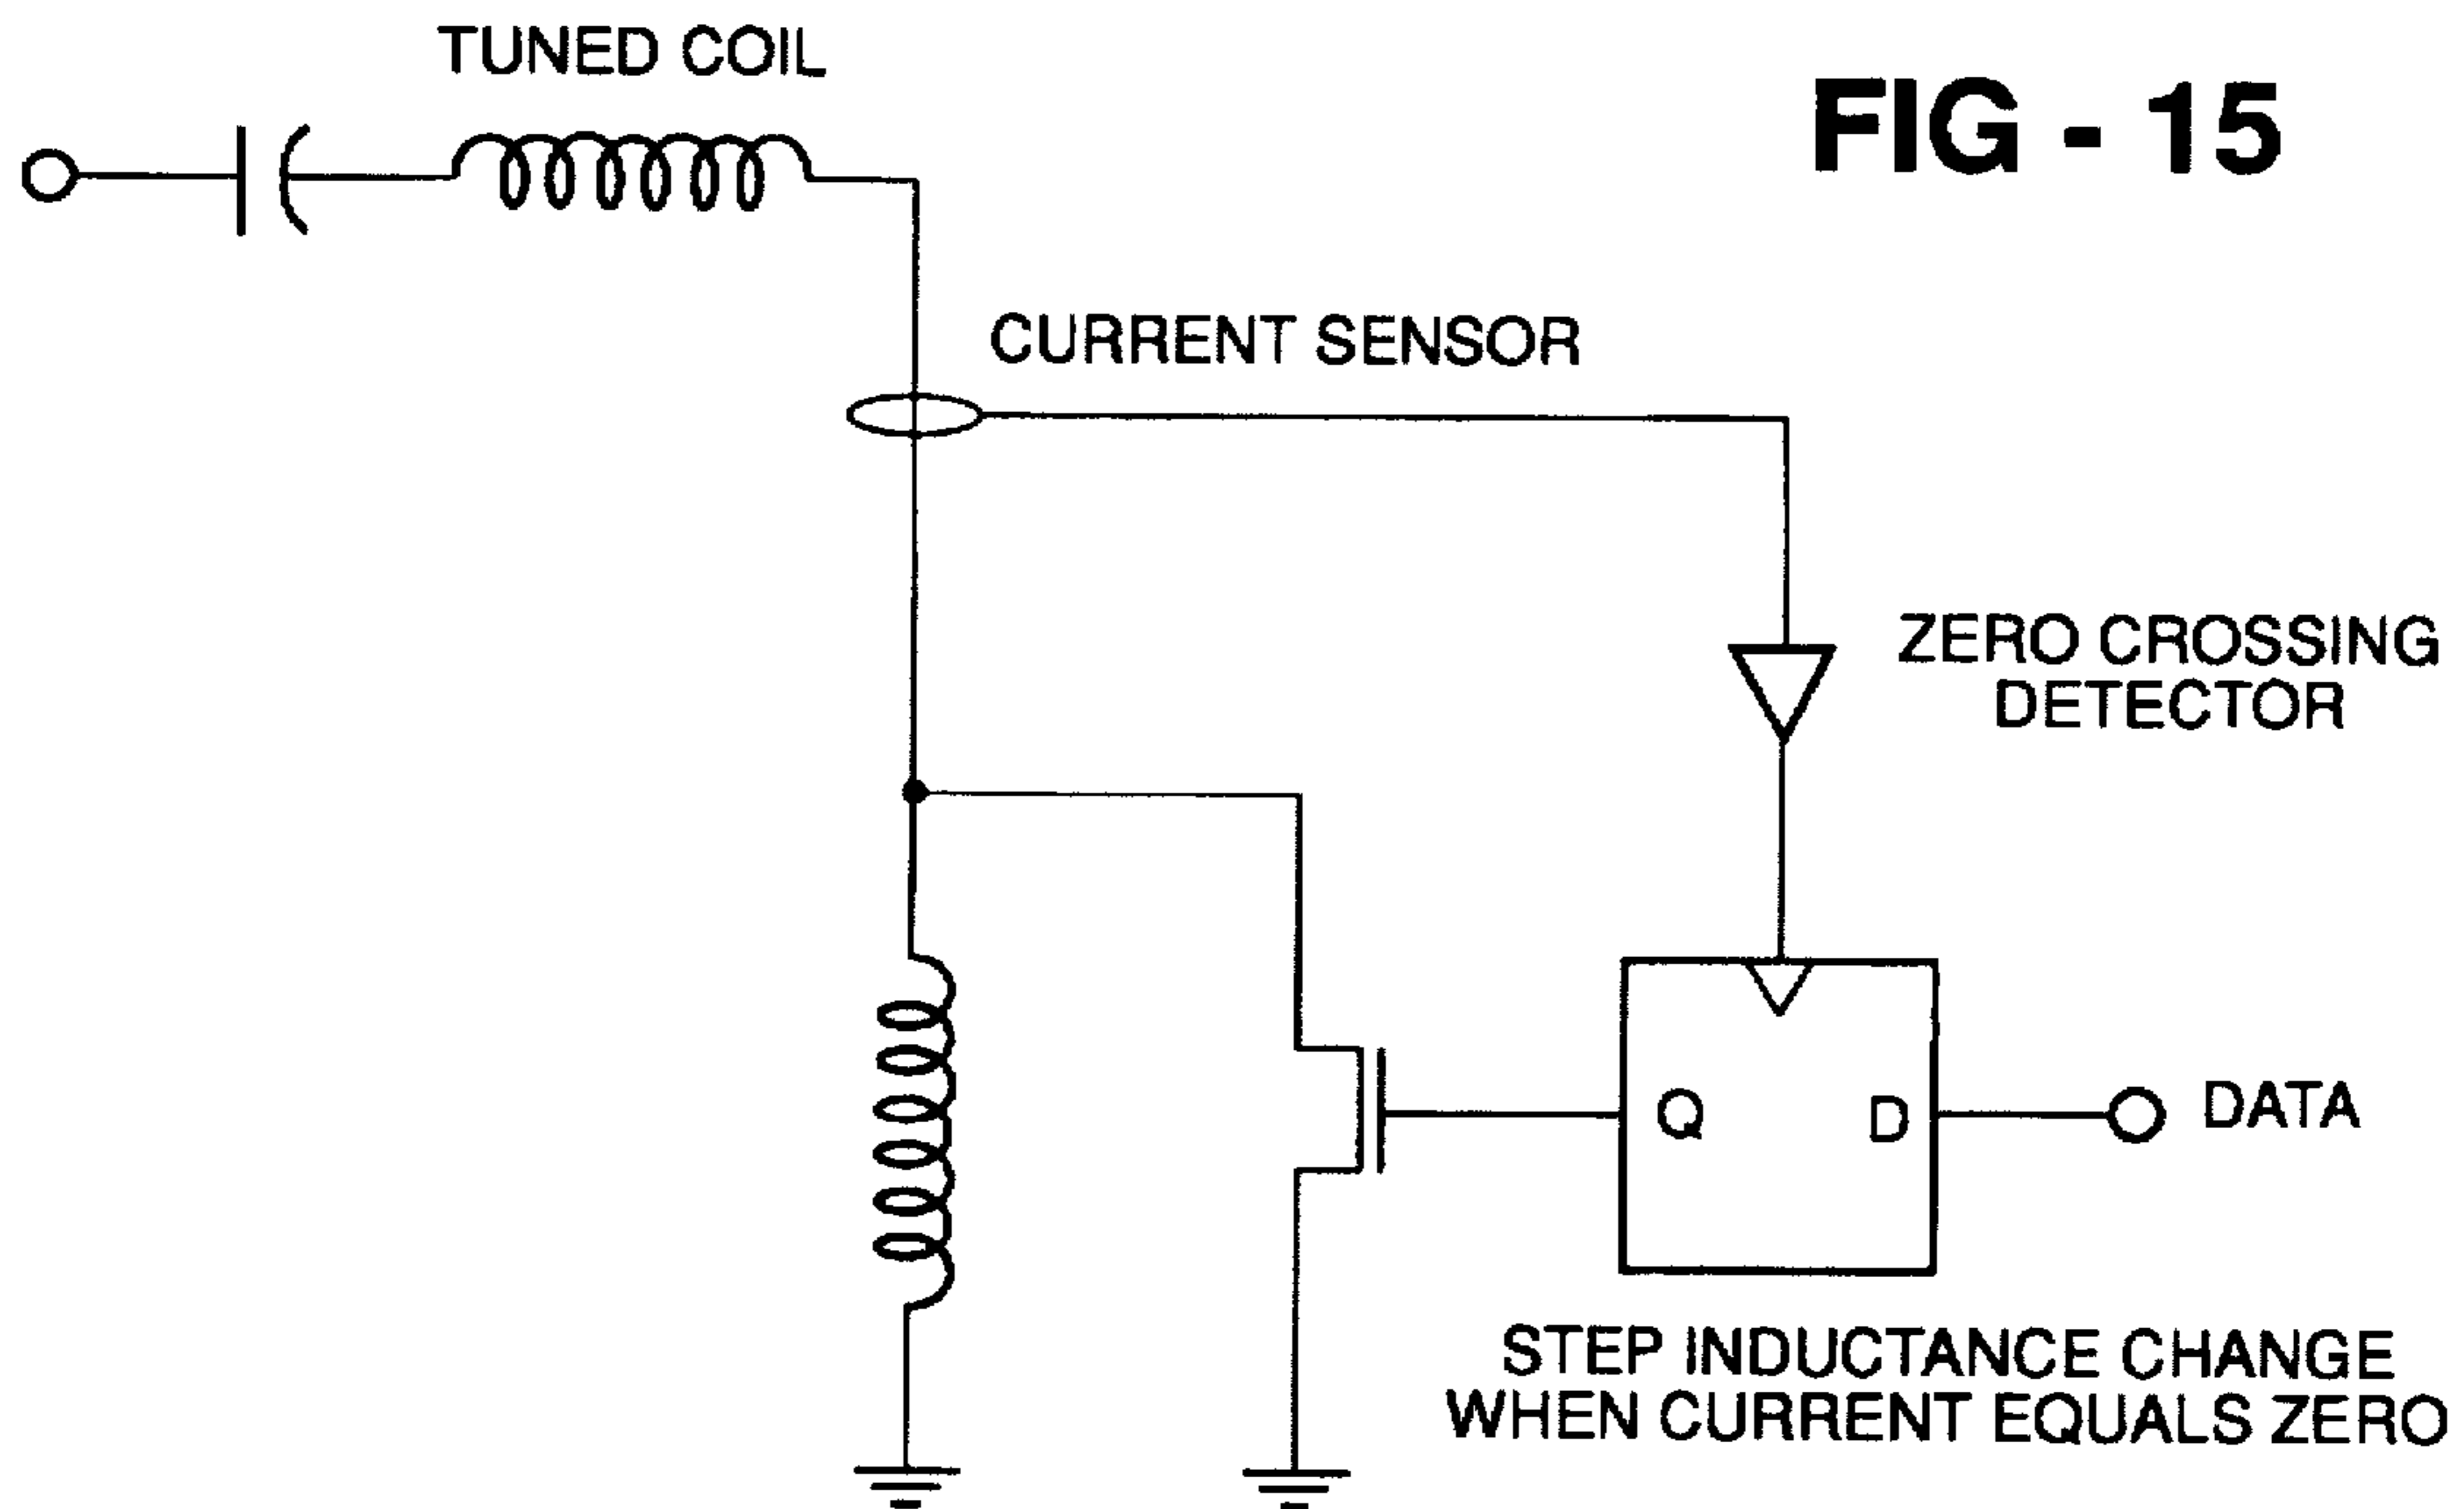 TUNED COIL
FIG - 15
CURRENT SENSOR
ZERO CROSSING
DETECTOR
Q
D
DATA
STEP INDUCTANCE CHANGE
WHEN CURRENT EQUALS ZERO